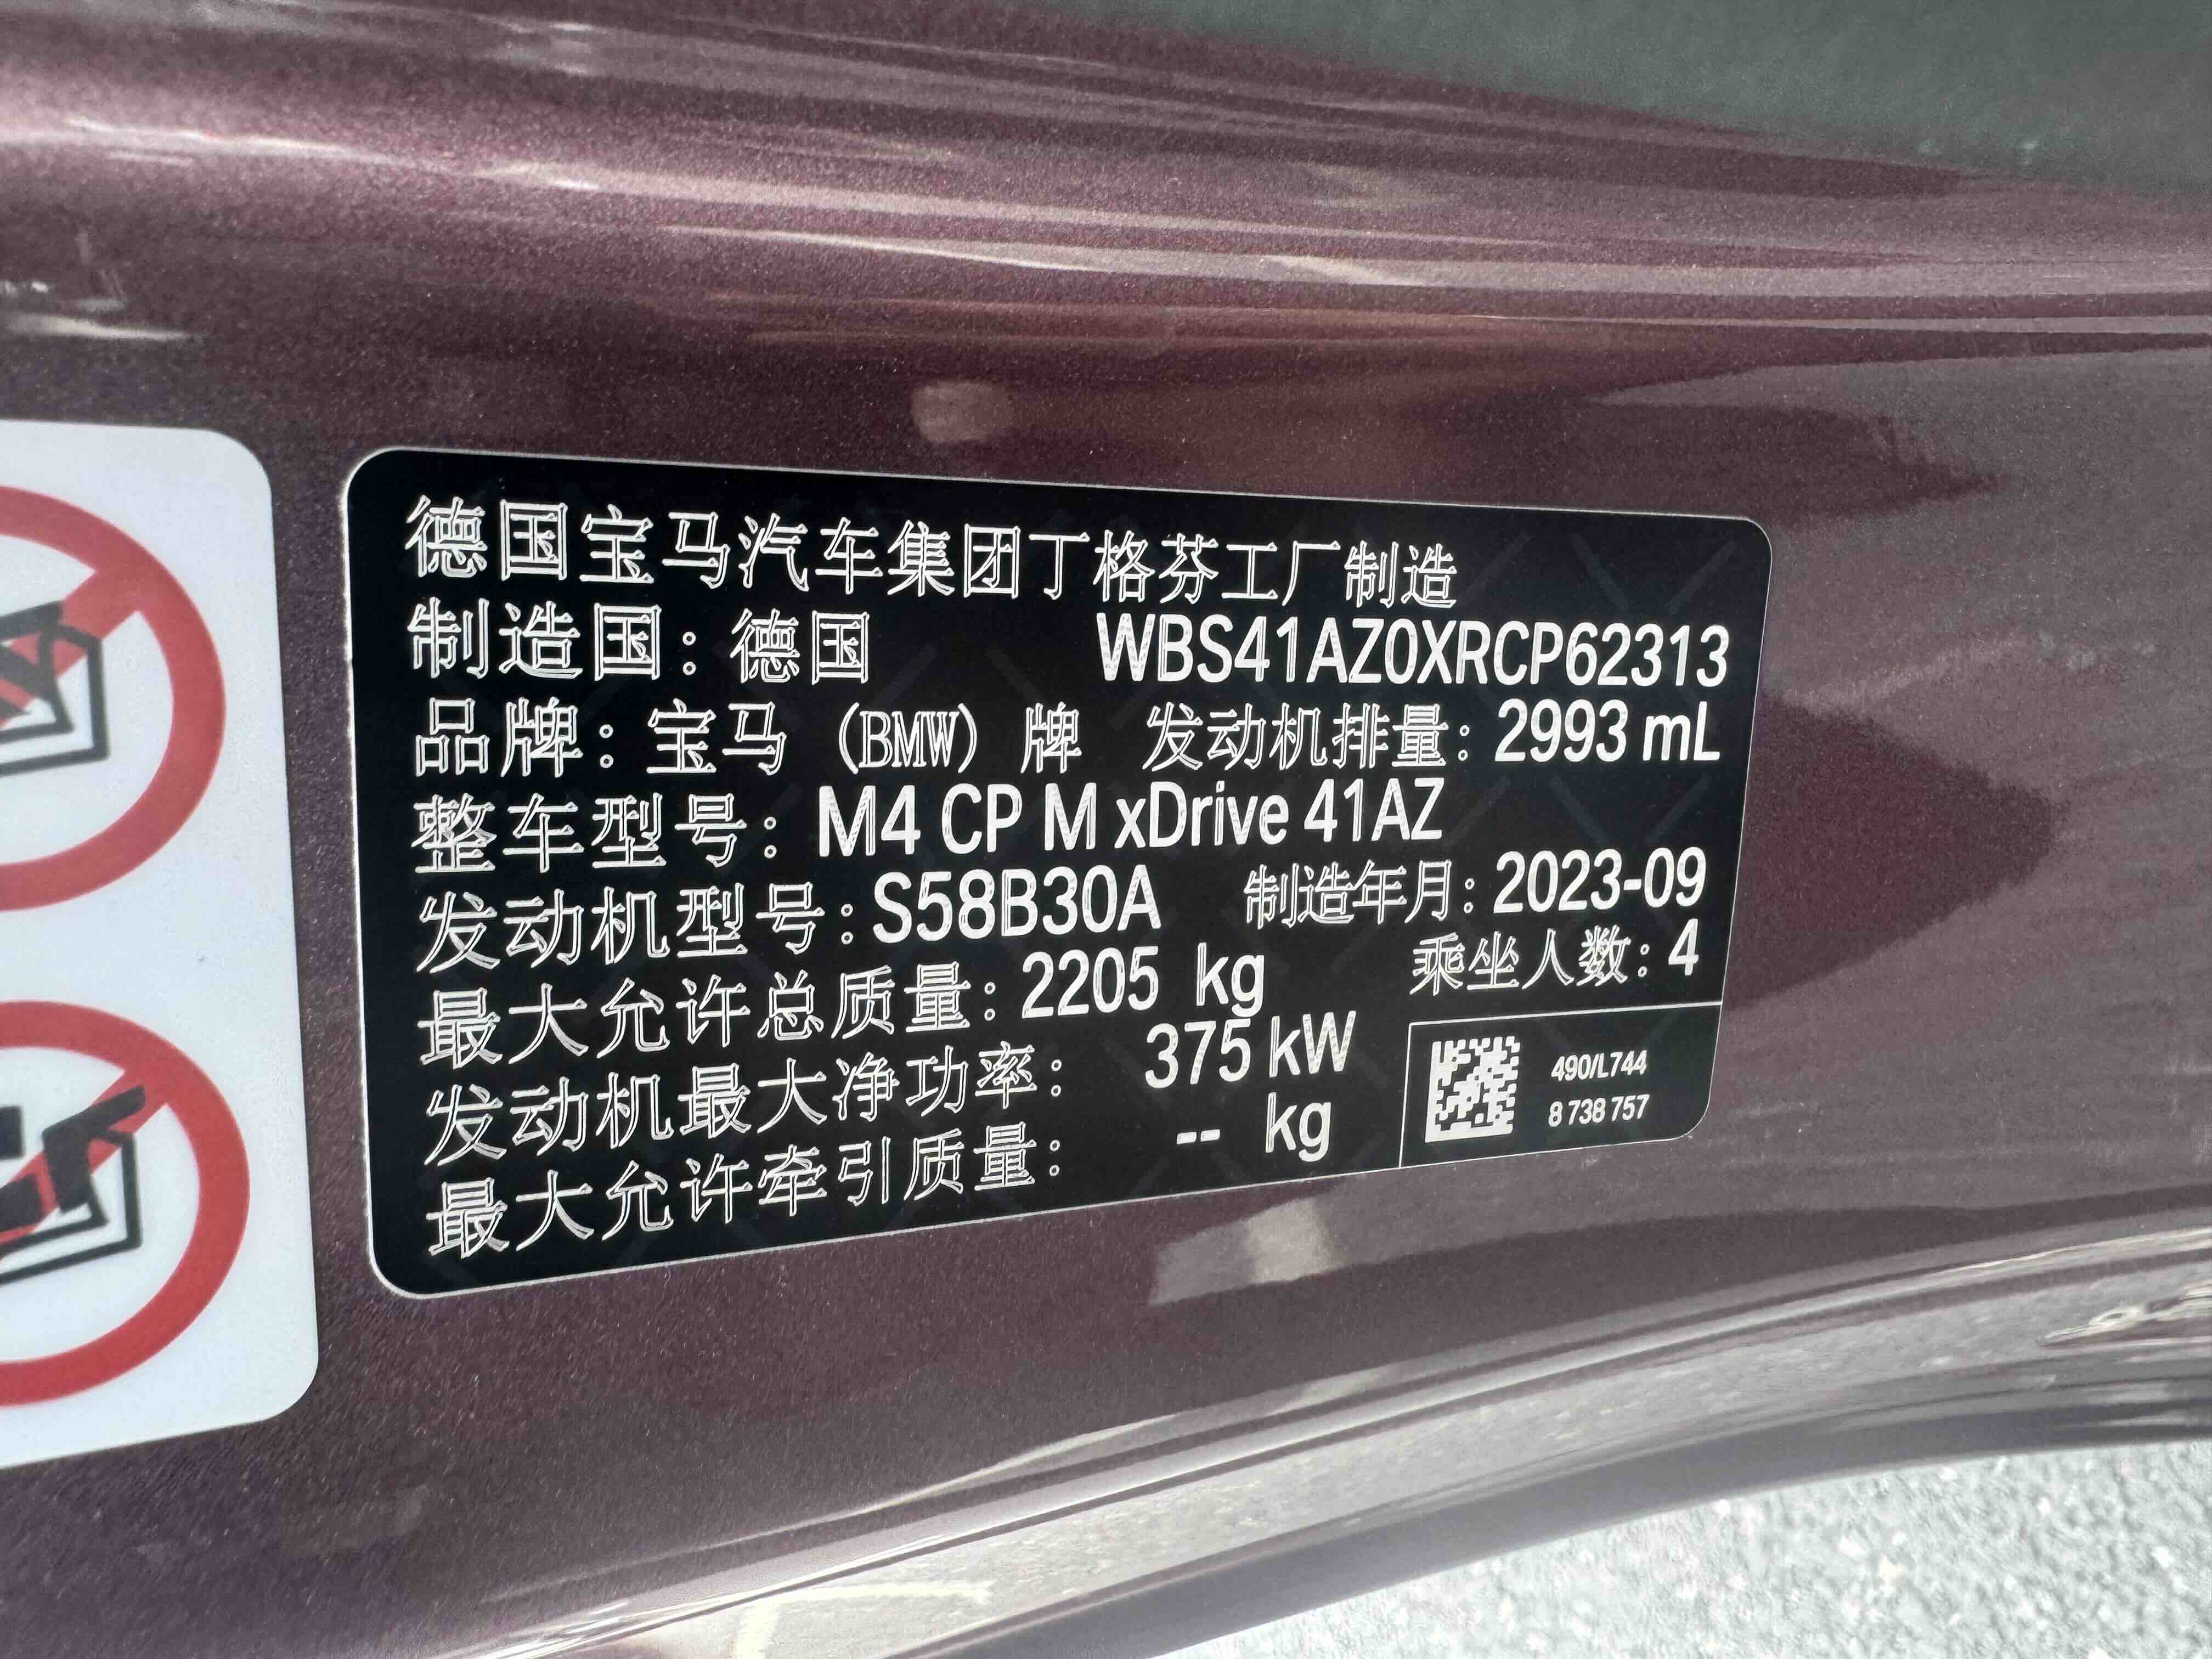 德国宝马汽车集团丁格芬工厂制造
制造国：德国 WBS41AZ0XRCP62313
品牌：宝马（BMW）牌 发动机排量：2993 mL
整车型号：M4 CP M xDrive 41AZ
发动机型号：S58B30A 制造年月：2023-09
最大允许总质量：2205 kg 乘坐人数：4
发动机最大净功率：375 kW
最大允许牵引质量：-- kg
490/L744
8 738 757